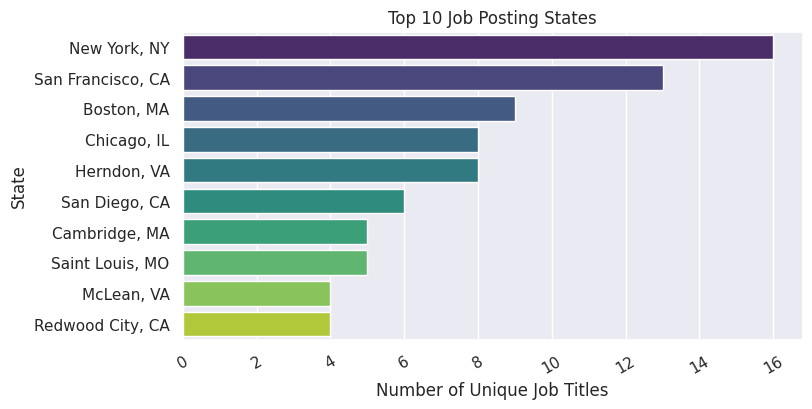 Top 10 Job Posting States
New York, NY
San Francisco, CA
Boston, MA
Chicago, IL
Herndon, VA
San Diego, CA
Cambridge, MA
Saint Louis, MO
McLean, VA
Redwood City, CA
State
0 2 4 6 8 10 12 14 16
Number of Unique Job Titles